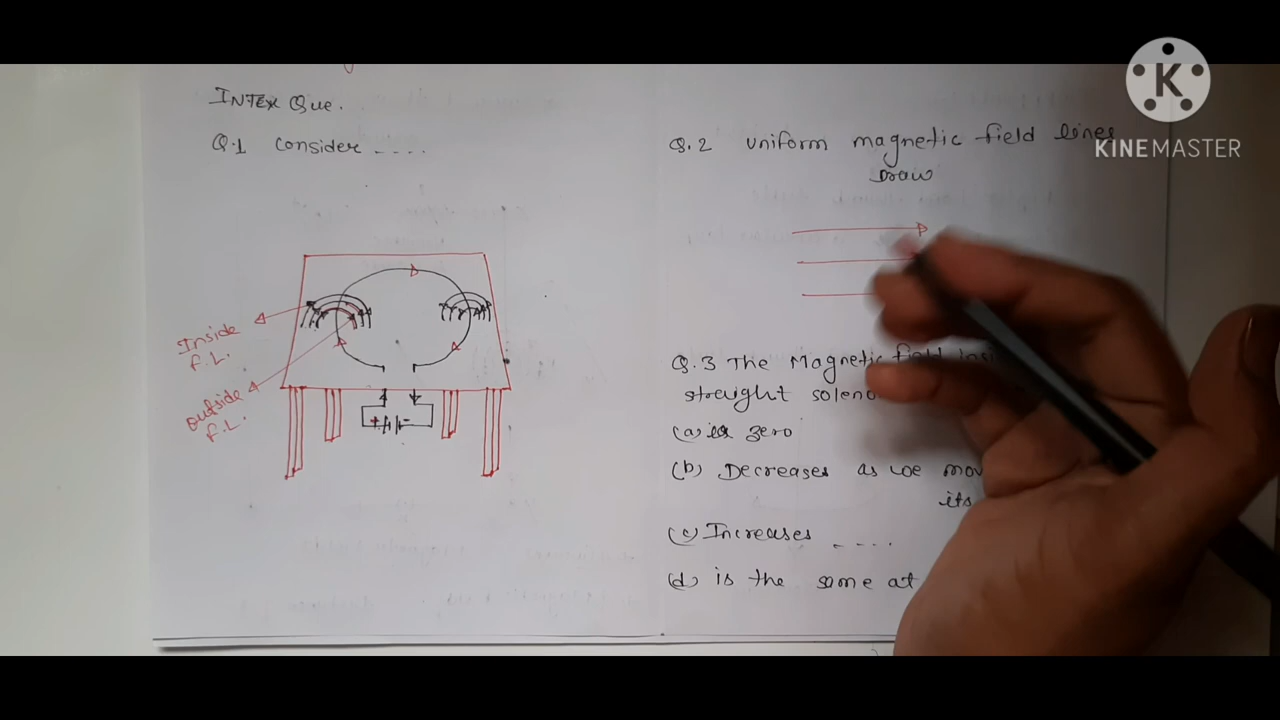 INTEX Que.
Q.1 Consider ....
Inside
F.L.
outside
F.L.
+ -
Q.2 Uniform magnetic field lines
Draw
Q.3 The Magnetic field
straight
(a) is zero
(b) Decreases as we
its
(c) Increases ....
(d) is the same at
K
KINEMASTER